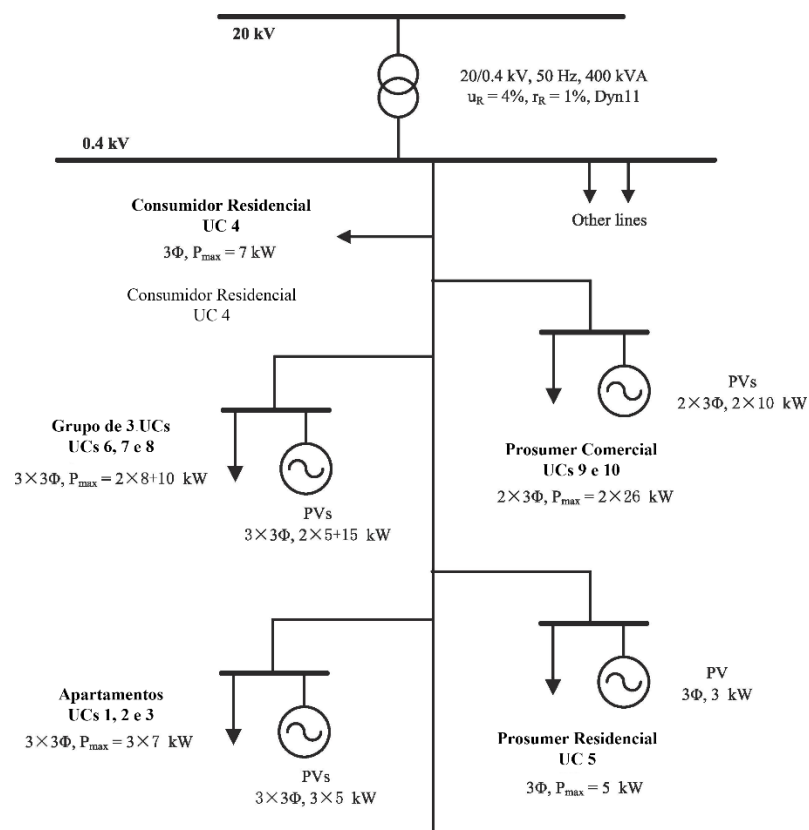 20 kV
20/0.4 kV, 50 Hz, 400 kVA
u_R = 4%, r_R = 1%, Dyn11
0.4 kV
Other lines
Consumidor Residencial
UC 4
3Φ, P_max = 7 kW
Consumidor Residencial
UC 4
PVs
2×3Φ, 2×10 kW
Prosumer Comercial
UCs 9 e 10
2×3Φ, P_max = 2×26 kW
Grupo de 3 UCs
UCs 6, 7 e 8
3×3Φ, P_max = 2×8+10 kW
PVs
3×3Φ, 2×5+15 kW
PV
3Φ, 3 kW
Prosumer Residencial
UC 5
3Φ, P_max = 5 kW
Apartamentos
UCs 1, 2 e 3
3×3Φ, P_max = 3×7 kW
PVs
3×3Φ, 3×5 kW